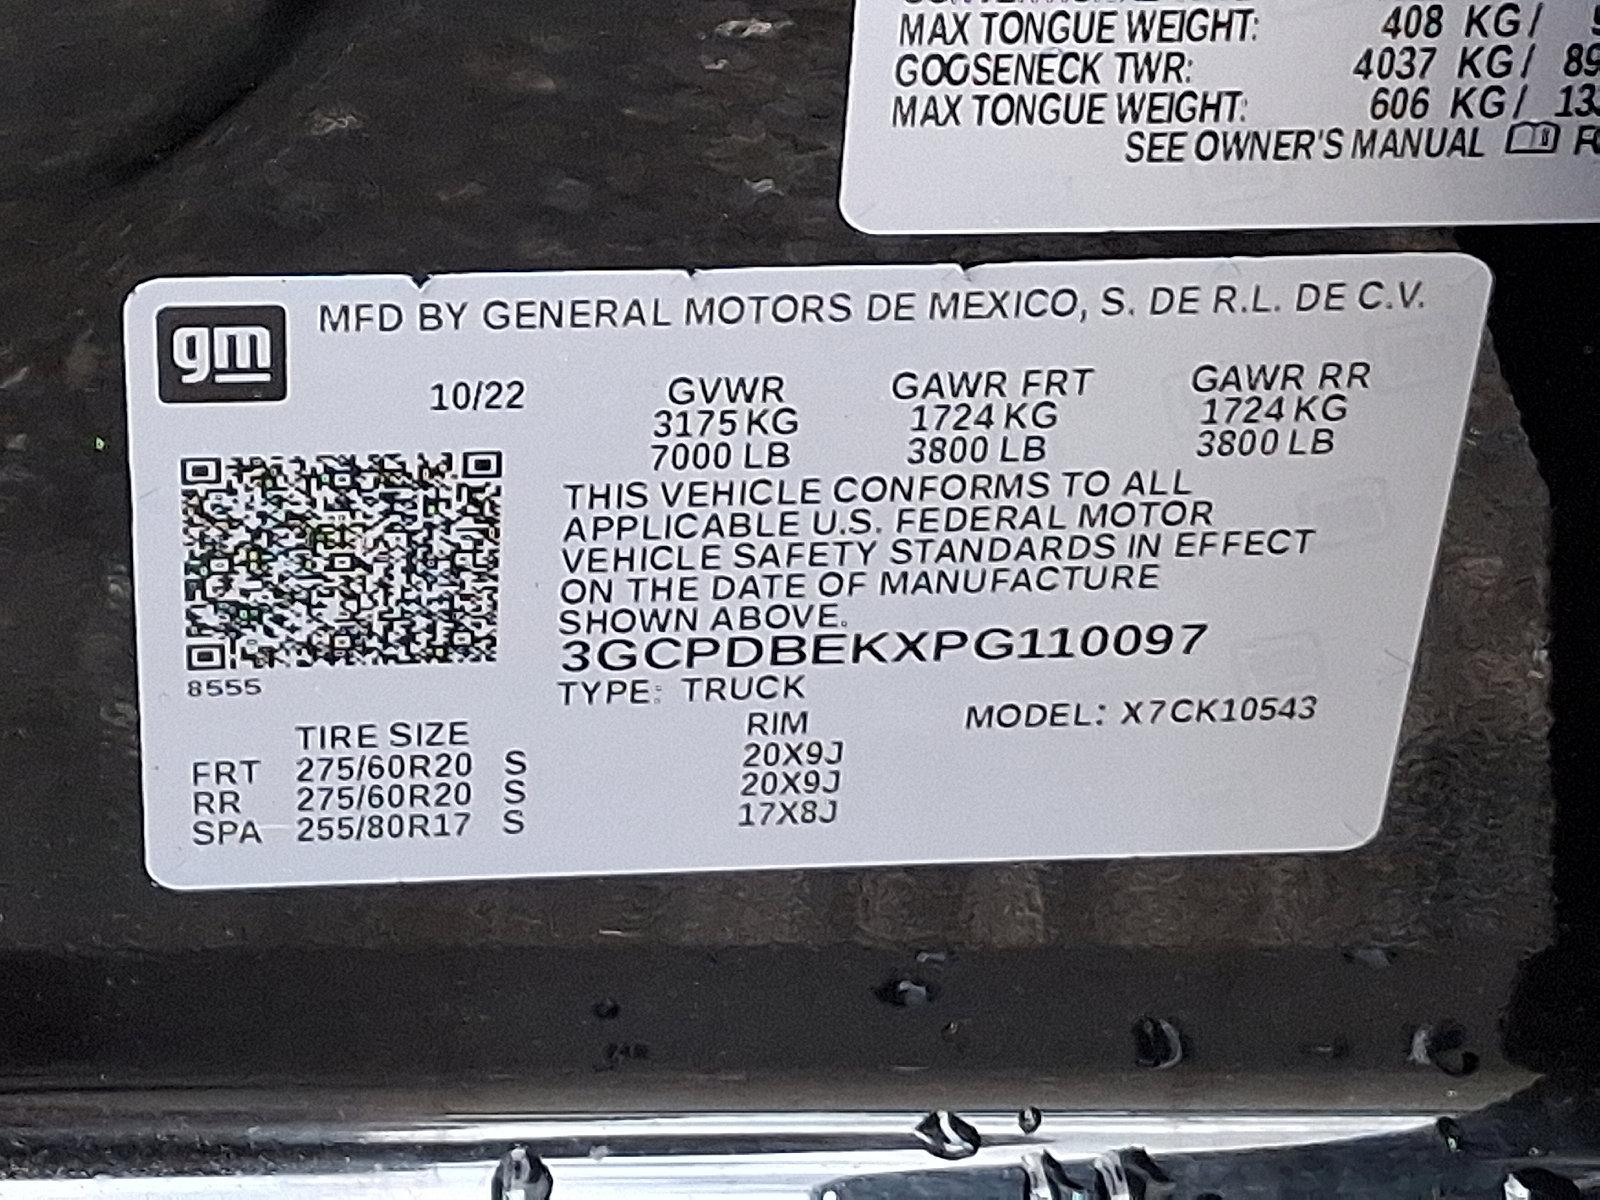 MAX TONGUE WEIGHT: 408 KG/
GOOSENECK TWR: 4037 KG/ 89
MAX TONGUE WEIGHT: 606 KG/ 133
SEE OWNER'S MANUAL
gm
MFD BY GENERAL MOTORS DE MEXICO, S. DE R.L. DE C.V.
10/22 GVWR GAWR FRT GAWR RR
3175 KG 1724 KG 1724 KG
7000 LB 3800 LB 3800 LB
THIS VEHICLE CONFORMS TO ALL
APPLICABLE U.S. FEDERAL MOTOR
VEHICLE SAFETY STANDARDS IN EFFECT
ON THE DATE OF MANUFACTURE
SHOWN ABOVE.
3GCPDBEKXPG110097
8555
TYPE: TRUCK
MODEL: X7CK10543
TIRE SIZE RIM
FRT 275/60R20 S 20X9J
RR 275/60R20 S 20X9J
SPA 255/80R17 S 17X8J